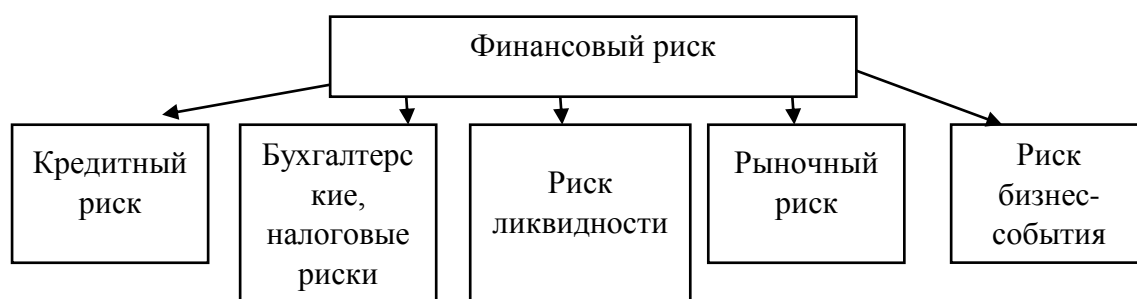 Финансовый риск
Кредитный
риск
Бухгалтерс
кие,
налоговые
риски
Риск
ликвидности
Рыночный
риск
Риск
бизнес-
события